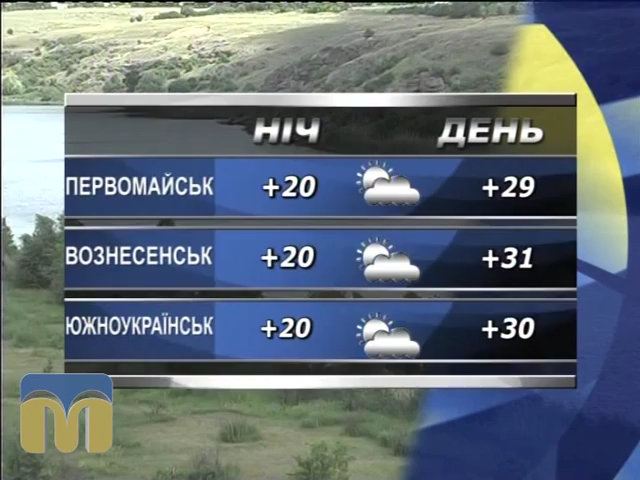 НІЧ ДЕНЬ
ПЕРВОМАЙСЬК +20 +29
ВОЗНЕСЕНСЬК +20 +31
ЮЖНОУКРАЇНСЬК +20 +30
M